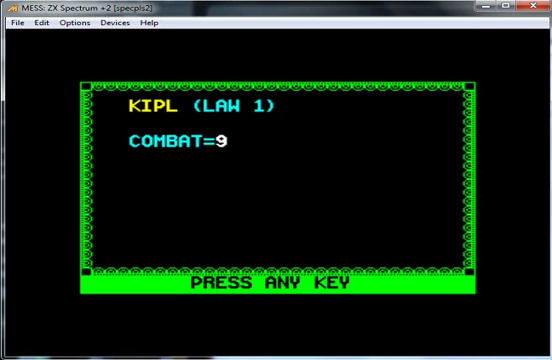 MESS: ZX Spectrum +2 [specpls2]
File Edit Options Devices Help
KIPL (LAW 1)
COMBAT=9
PRESS ANY KEY